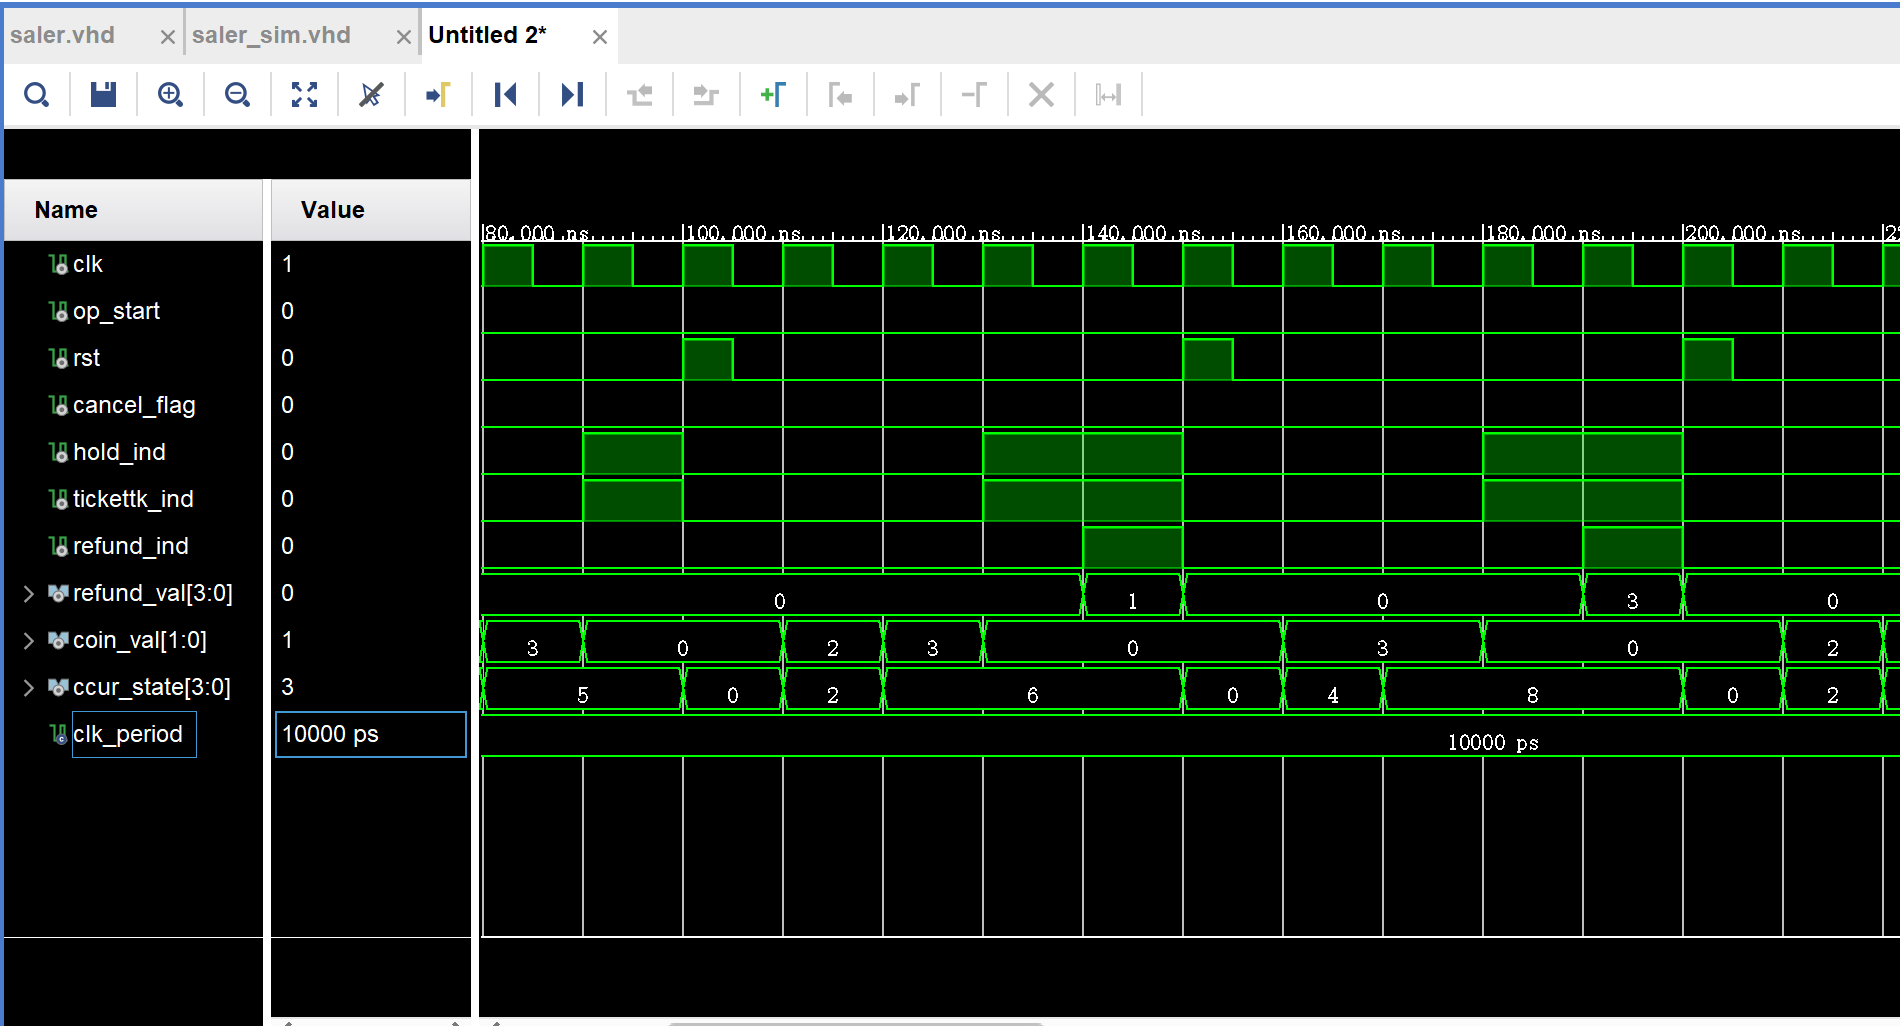 saler.vhd saler_sim.vhd Untitled 2*
Name Value
80.000 ns 100.000 ns 120.000 ns 140.000 ns 160.000 ns 180.000 ns 200.000 ns
clk 1
op_start 0
rst 0
cancel_flag 0
hold_ind 0
tickettk_ind 0
refund_ind 0
refund_val[3:0] 0 0 1 0 3 0
coin_val[1:0] 1 3 0 2 3 0 3 0 2
ccur_state[3:0] 3 5 0 2 6 0 4 8 0 2
clk_period 10000 ps 10000 ps